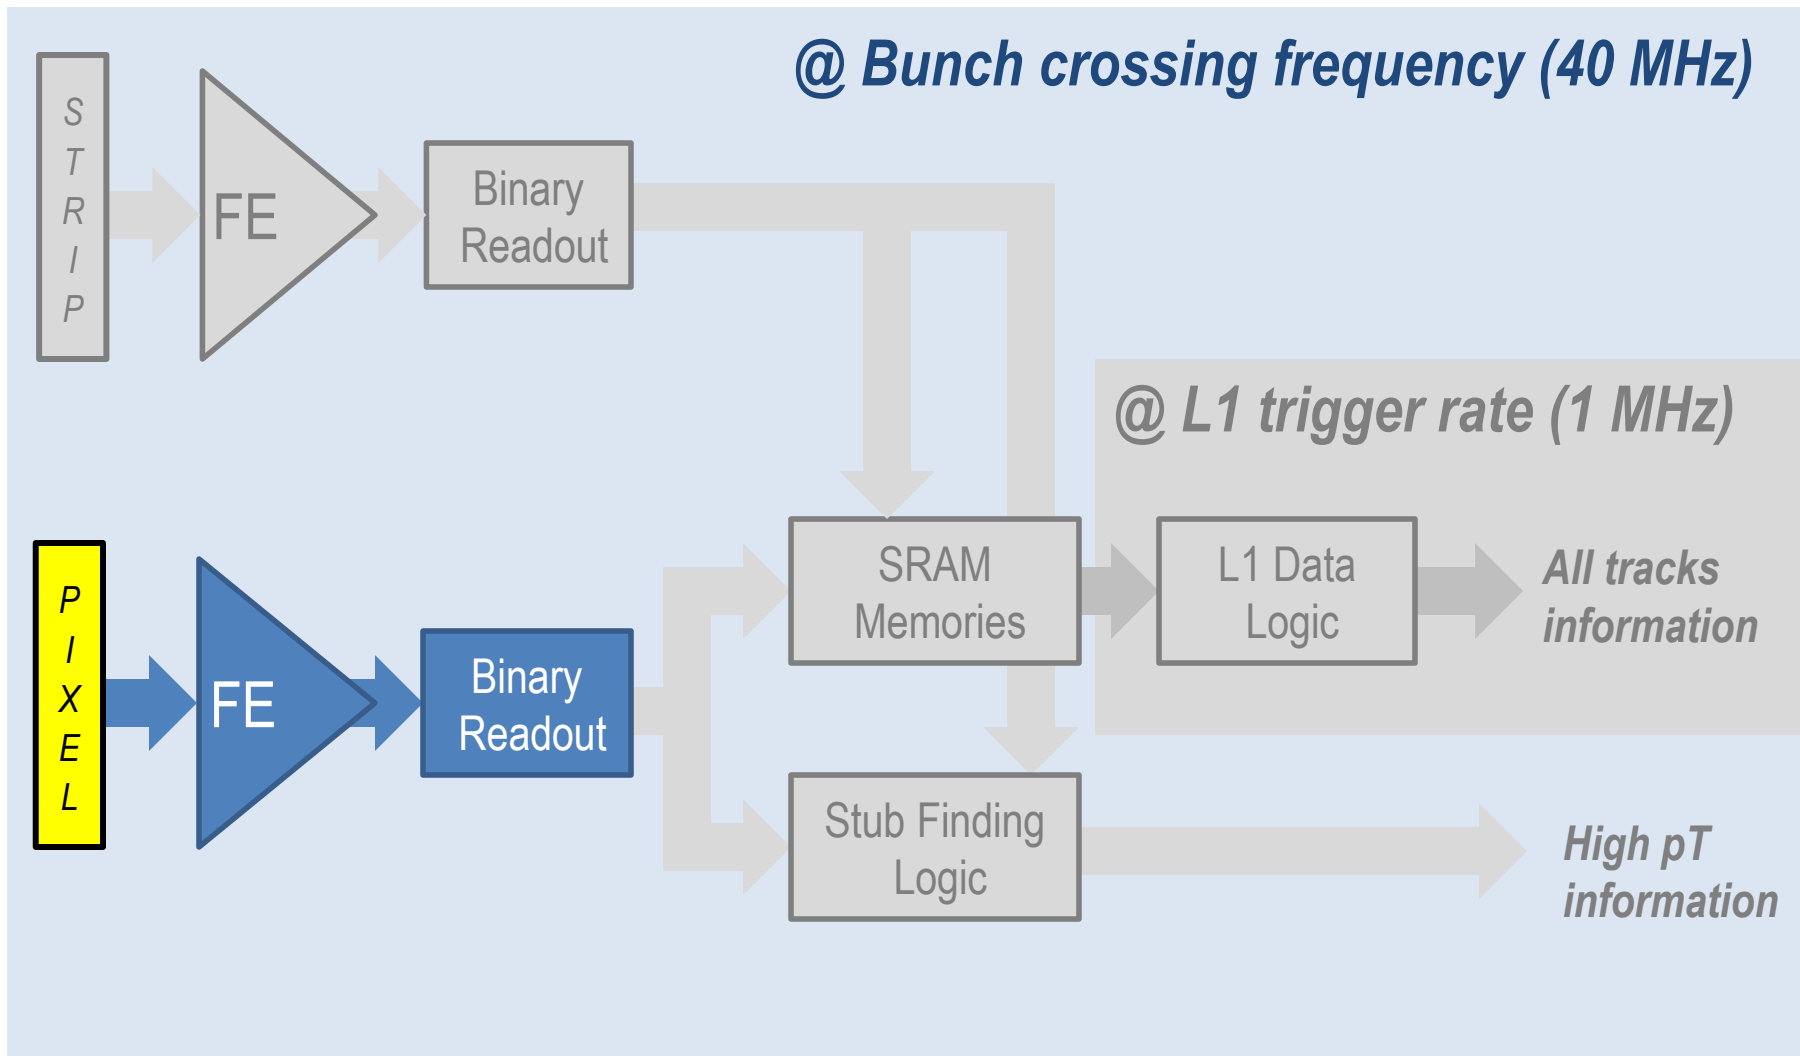 @ Bunch crossing frequency (40 MHz)
S
T
R
I
P
FE
Binary
Readout
@ L1 trigger rate (1 MHz)
P
I
X
E
L
FE
Binary
Readout
SRAM
Memories
L1 Data
Logic
All tracks
information
Stub Finding
Logic
High pT
information